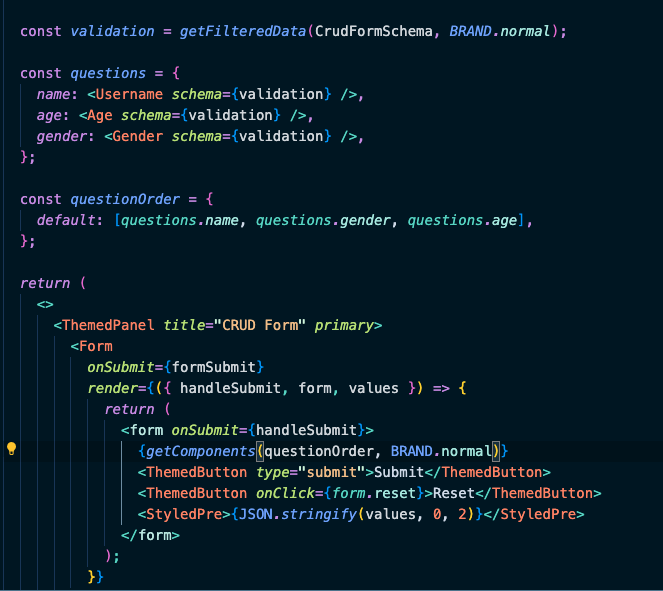 const validation = getFilteredData(CrudFormSchema, BRAND.normal);
const questions = {
name: <Username schema={validation} />,
age: <Age schema={validation} />,
gender: <Gender schema={validation} />,
};
const questionOrder = {
default: [questions.name, questions.gender, questions.age],
};
return (
<>
<ThemedPanel title="CRUD Form" primary>
<Form
onSubmit={formSubmit}
render={({ handleSubmit, form, values }) => {
return (
<form onSubmit={handleSubmit}>
{getComponents(questionOrder, BRAND.normal)}
<ThemedButton type="submit">Submit</ThemedButton>
<ThemedButton onClick={form.reset}>Reset</ThemedButton>
<StyledPre>{JSON.stringify(values, 0, 2)}</StyledPre>
</form>
);
}}